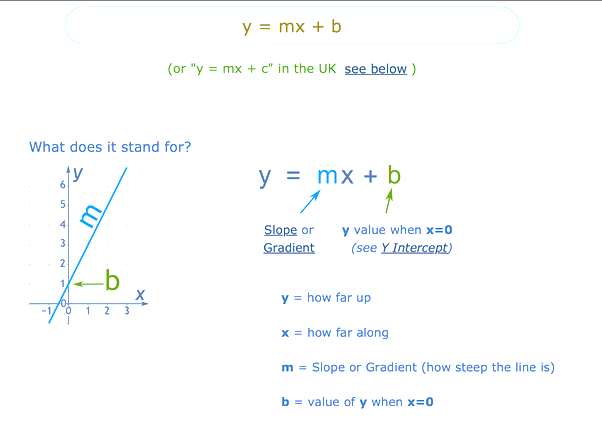 y = mx + b
(or "y = mx + c" in the UK see below )
What does it stand for?
y
6
5
4
3
2
1
0
m
b
x
−1 0 1 2 3
y = mx + b
Slope or
Gradient
y value when x=0
(see Y Intercept)
y = how far up
x = how far along
m = Slope or Gradient (how steep the line is)
b = value of y when x=0